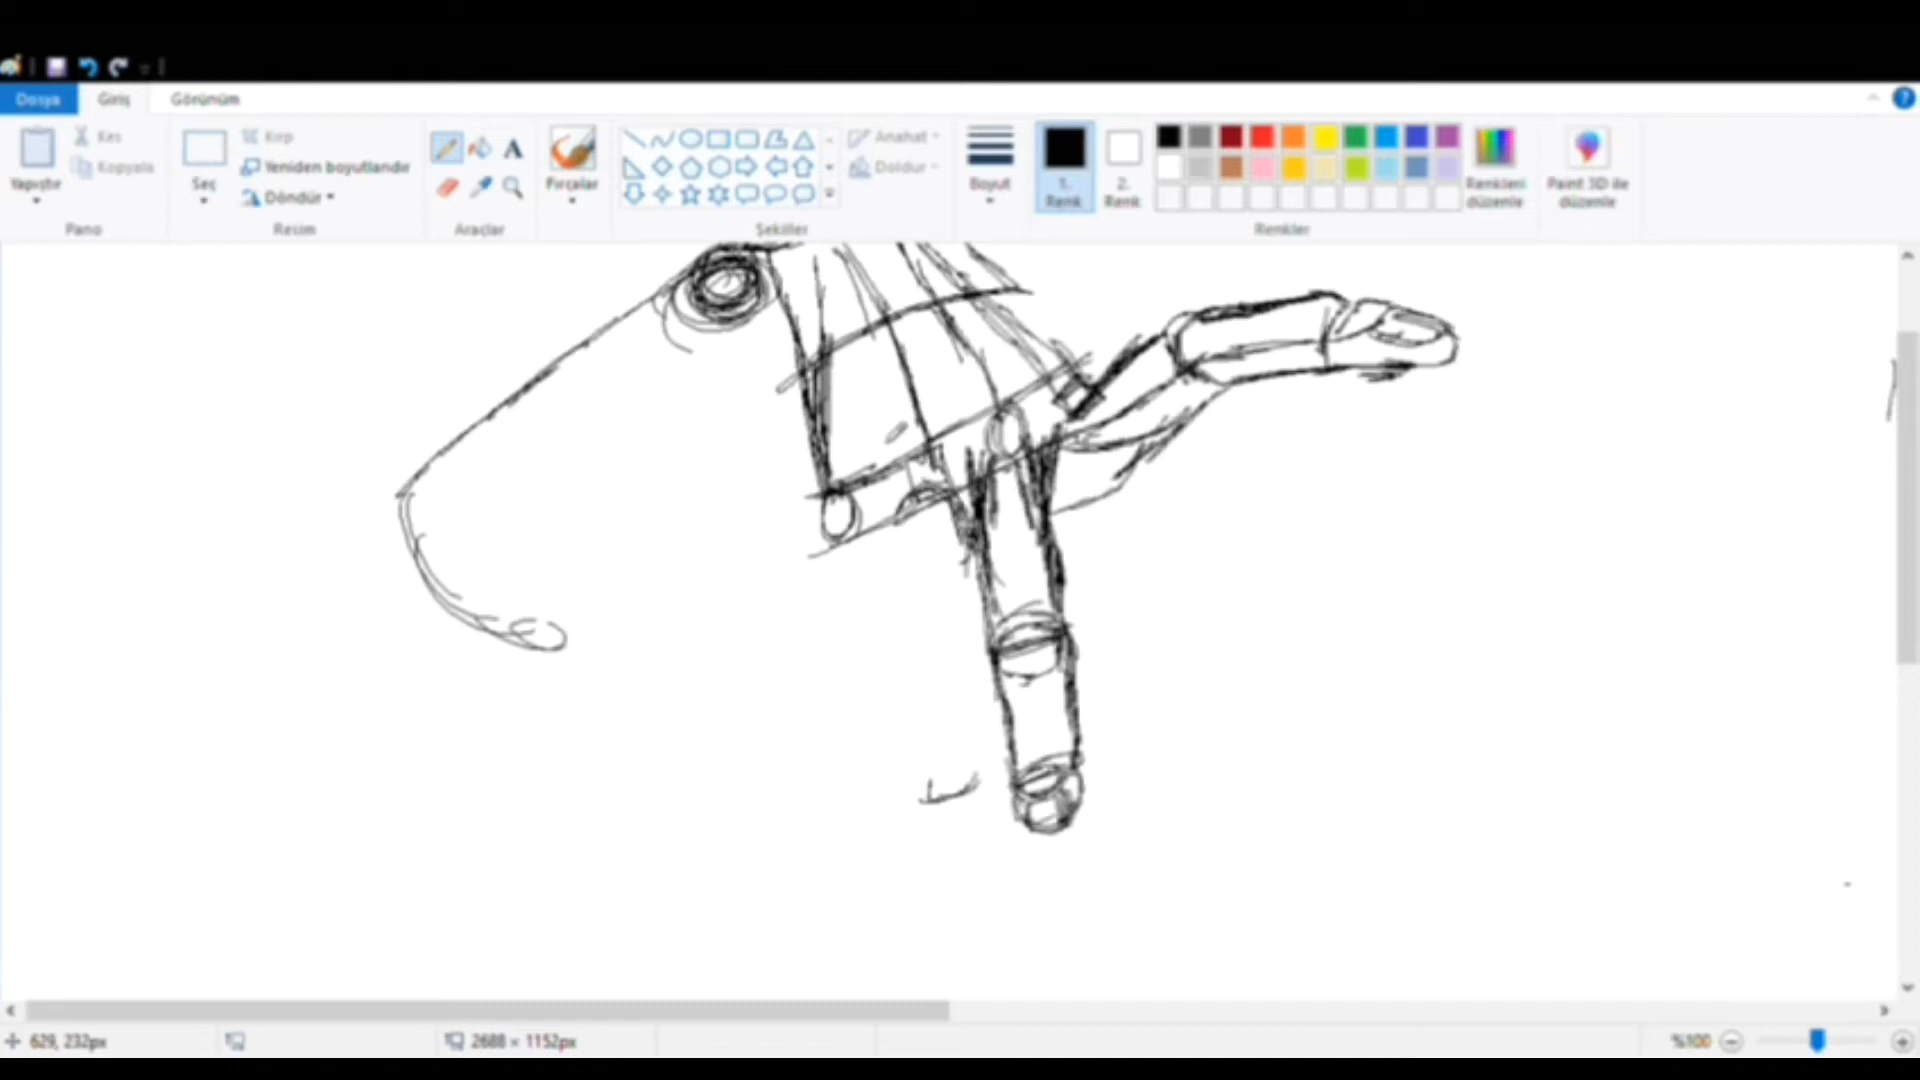 Dosya Giriş Görünüm
Yapıştır
Kes
Kopyala
Pano
Seç
Kırp
Yeniden boyutlandır
Döndür
Resim
A
Araçlar
Fırçalar
Şekiller
Anahat
Doldur
Boyut
1.
Renk
2.
Renk
Renkler
Renkleri
düzenle
Paint 3D ile
düzenle
?
629, 232px
2688 × 1152px
%100